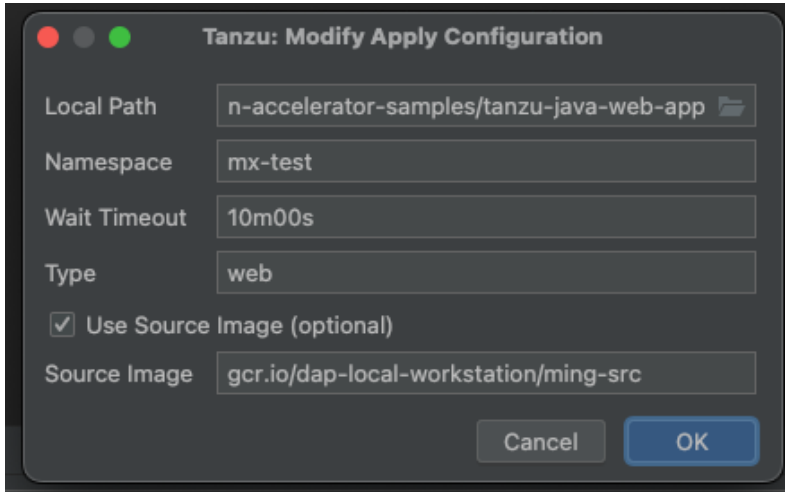 Tanzu: Modify Apply Configuration
Local Path n-accelerator-samples/tanzu-java-web-app
Namespace mx-test
Wait Timeout 10m00s
Type web
Use Source Image (optional)
Source Image gcr.io/dap-local-workstation/ming-src
Cancel OK